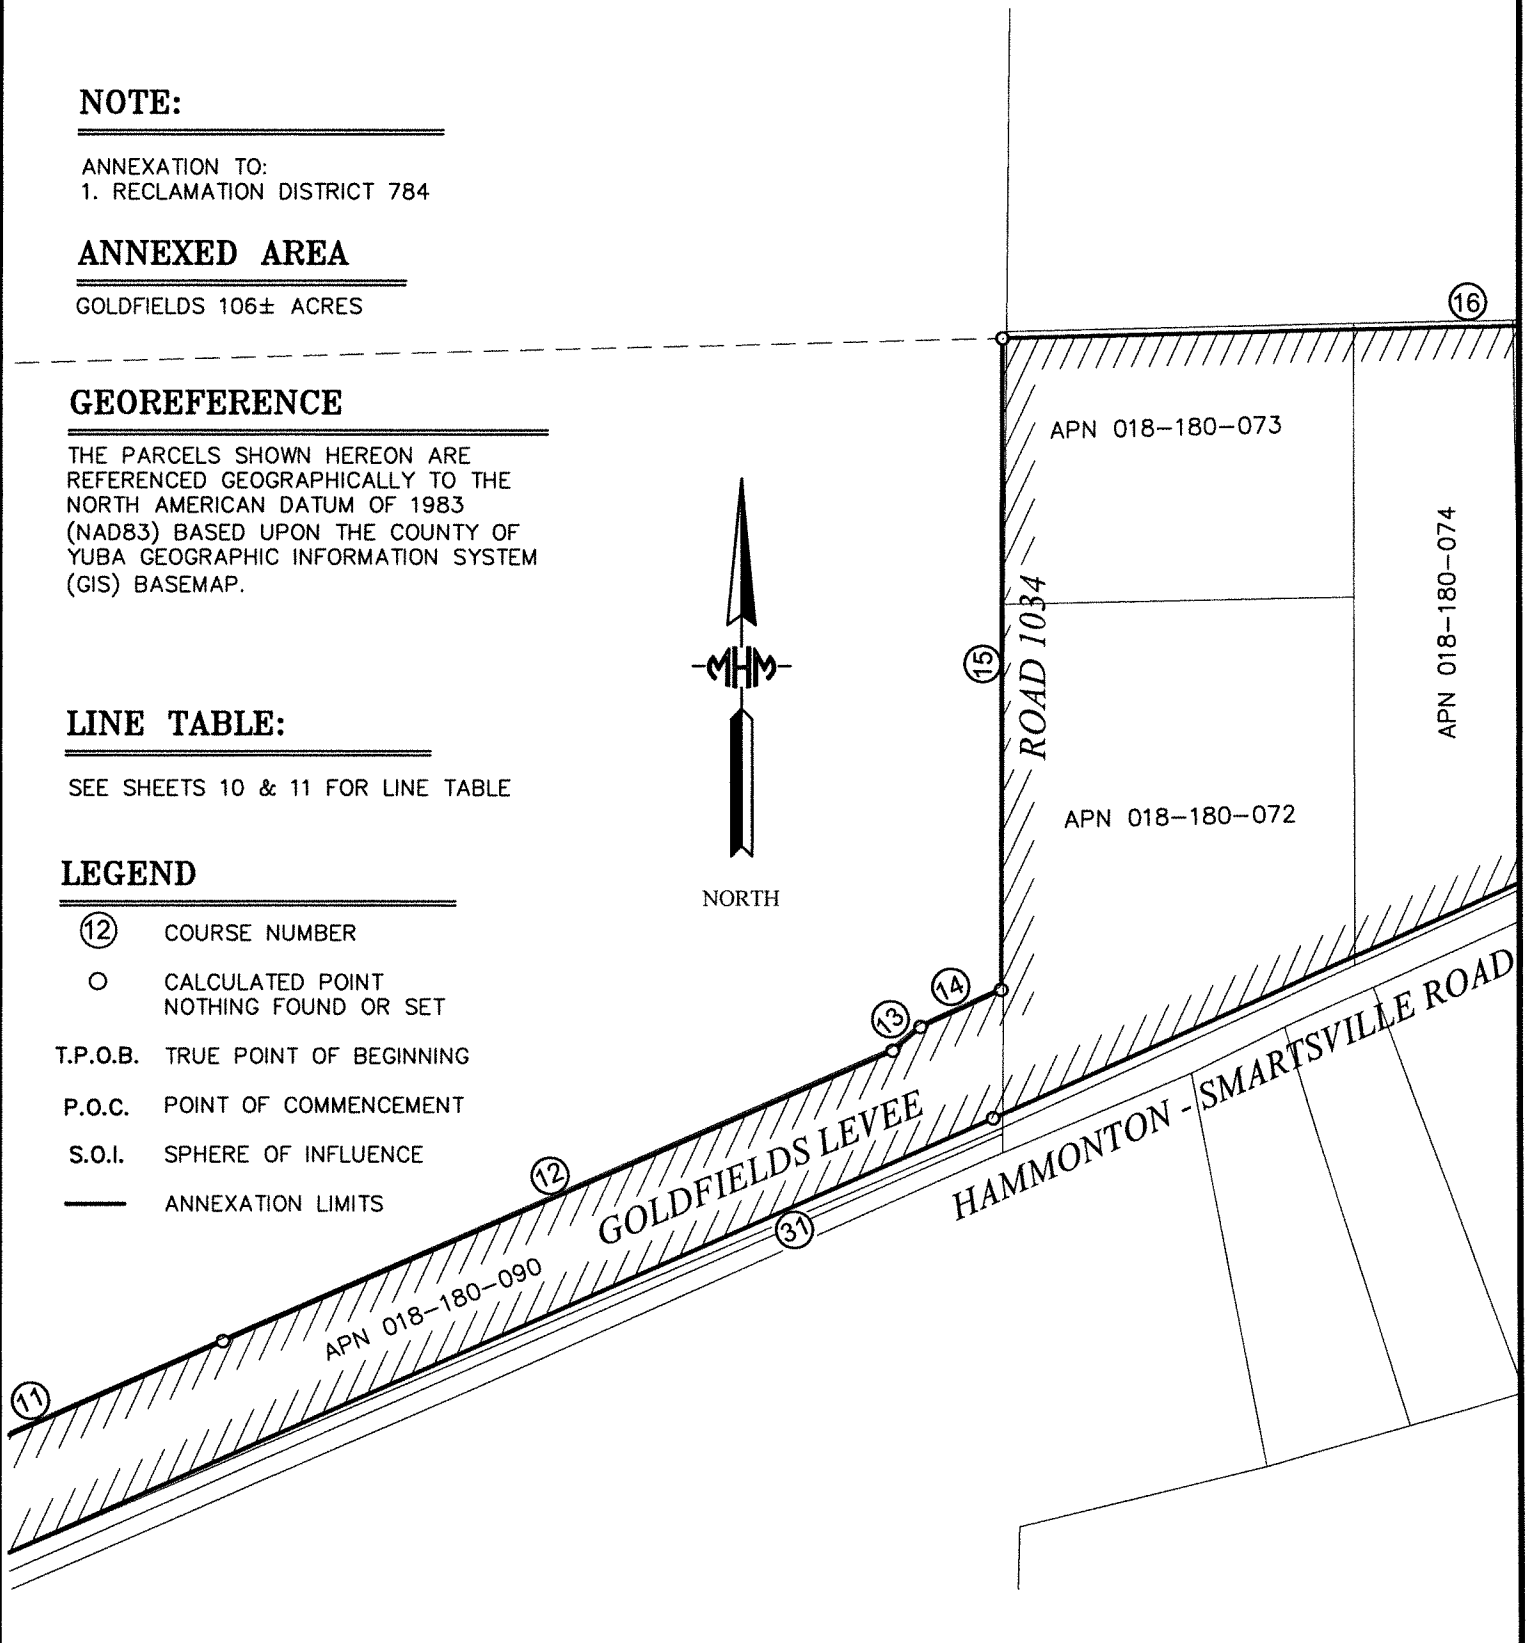 NOTE:
ANNEXATION TO:
1. RECLAMATION DISTRICT 784
ANNEXED AREA
GOLDFIELDS 106± ACRES
GEOREFERENCE
THE PARCELS SHOWN HEREON ARE
REFERENCED GEOGRAPHICALLY TO THE
NORTH AMERICAN DATUM OF 1983
(NAD83) BASED UPON THE COUNTY OF
YUBA GEOGRAPHIC INFORMATION SYSTEM
(GIS) BASEMAP.
LINE TABLE:
SEE SHEETS 10 & 11 FOR LINE TABLE
LEGEND
12 COURSE NUMBER
CALCULATED POINT
NOTHING FOUND OR SET
T.P.O.B. TRUE POINT OF BEGINNING
P.O.C. POINT OF COMMENCEMENT
S.O.I. SPHERE OF INFLUENCE
ANNEXATION LIMITS
MHM
NORTH
16
APN 018-180-073
APN 018-180-074
ROAD 1034
15
APN 018-180-072
14
13
12
11
GOLDFIELDS LEVEE
APN 018-180-090
31
HAMMONTON - SMARTSVILLE ROAD